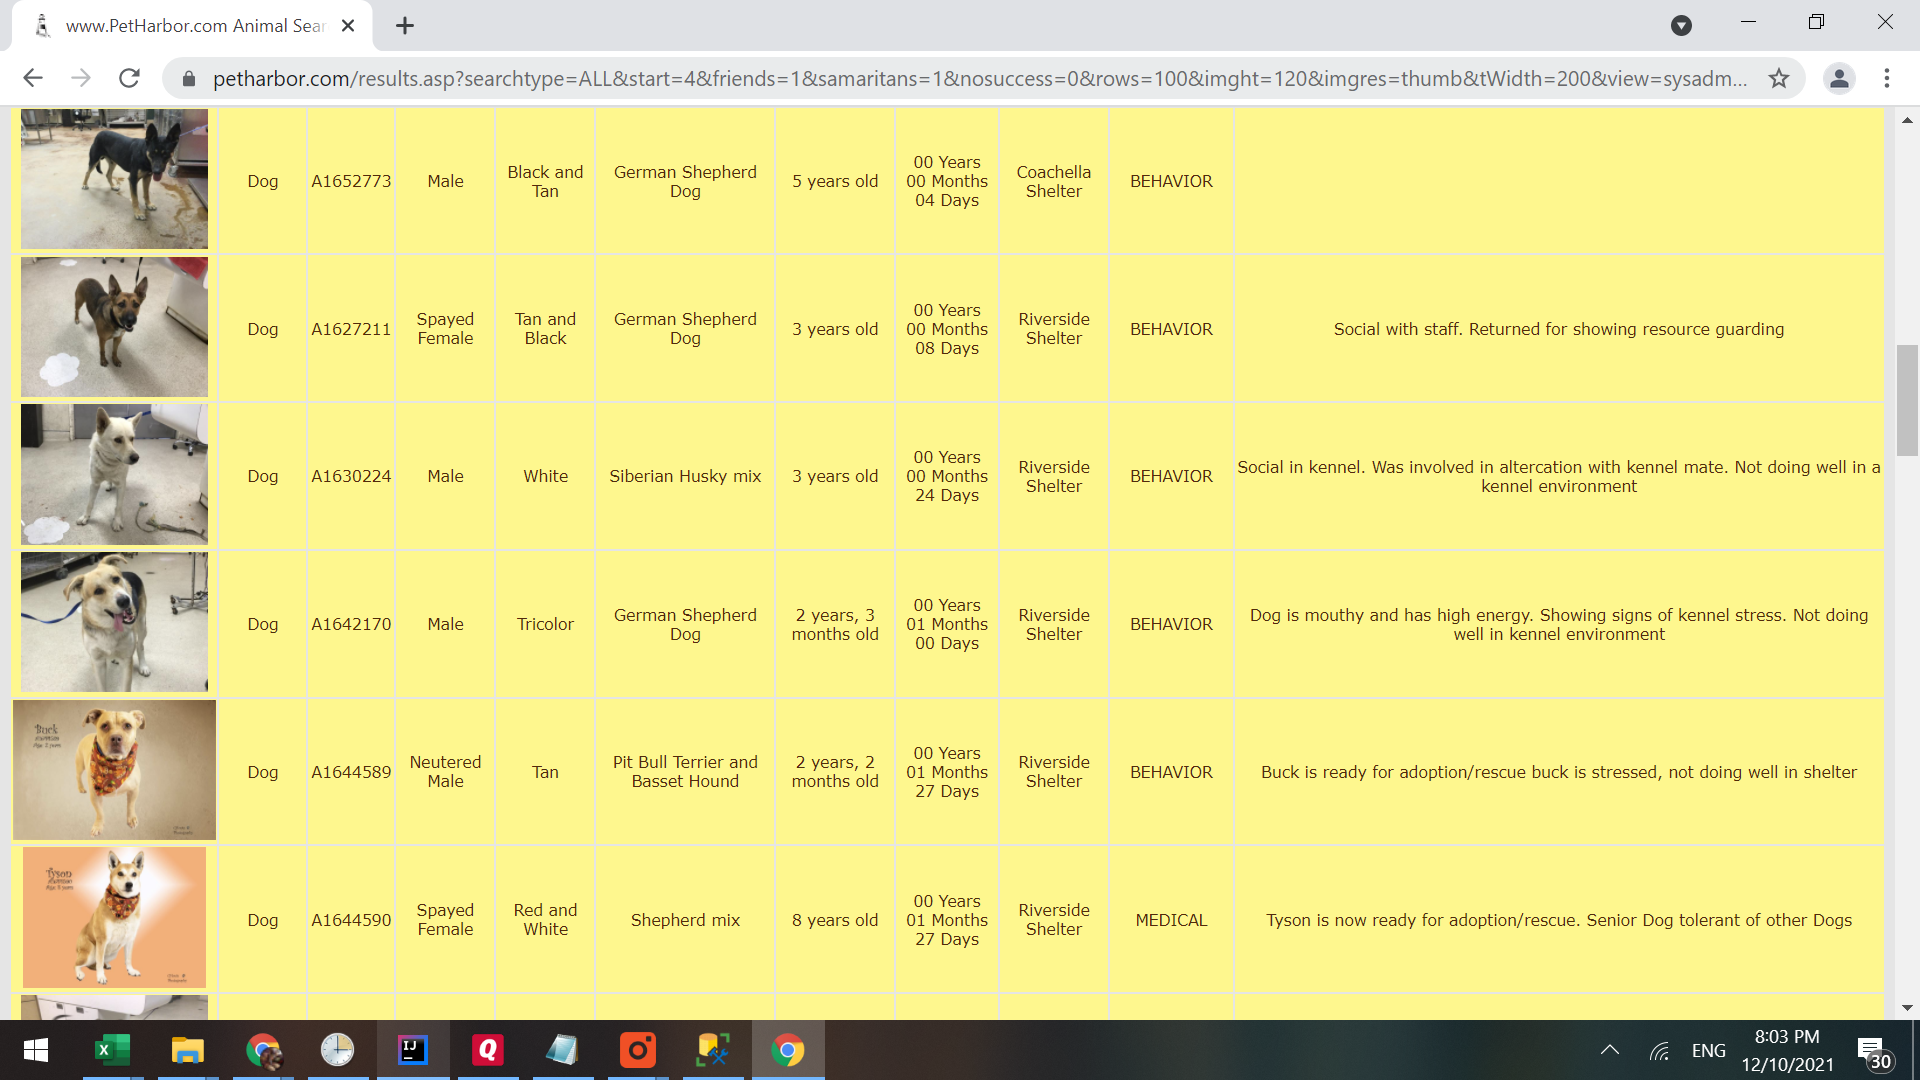 www.PetHarbor.com Animal Sear
petharbor.com/results.asp?searchtype=ALL&start=4&friends=1&samaritans=1&nosuccess=0&rows=100&imght=120&imgres=thumb&tWidth=200&view=sysadm...
Dog
A1652773
Male
Black and
Tan
German Shepherd
Dog
5 years old
00 Years
00 Months
04 Days
Coachella
Shelter
BEHAVIOR
Dog
A1627211
Spayed
Female
Tan and
Black
German Shepherd
Dog
3 years old
00 Years
00 Months
08 Days
Riverside
Shelter
BEHAVIOR
Social with staff. Returned for showing resource guarding
Dog
A1630224
Male
White
Siberian Husky mix
3 years old
00 Years
00 Months
24 Days
Riverside
Shelter
BEHAVIOR
Social in kennel. Was involved in altercation with kennel mate. Not doing well in a
kennel environment
Dog
A1642170
Male
Tricolor
German Shepherd
Dog
2 years, 3
months old
00 Years
01 Months
00 Days
Riverside
Shelter
BEHAVIOR
Dog is mouthy and has high energy. Showing signs of kennel stress. Not doing
well in kennel environment
Buck
Dog
A1644589
Neutered
Male
Tan
Pit Bull Terrier and
Basset Hound
2 years, 2
months old
00 Years
01 Months
27 Days
Riverside
Shelter
BEHAVIOR
Buck is ready for adoption/rescue buck is stressed, not doing well in shelter
Tyson
Dog
A1644590
Spayed
Female
Red and
White
Shepherd mix
8 years old
00 Years
01 Months
27 Days
Riverside
Shelter
MEDICAL
Tyson is now ready for adoption/rescue. Senior Dog tolerant of other Dogs
X
IJ
Q
ENG
8:03 PM
12/10/2021
30